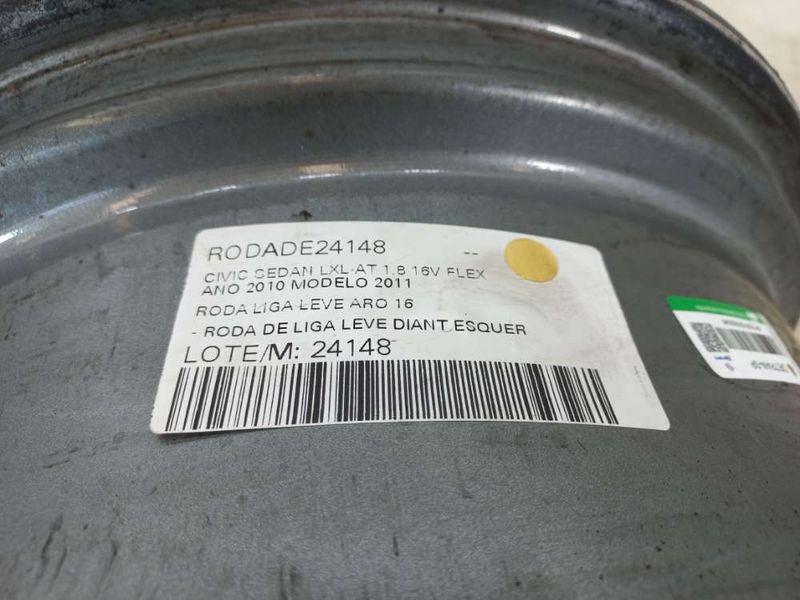 RODADE24148 --
CIVIC SEDAN LXL-AT 1.8 16V FLEX
ANO 2010 MODELO 2011
RODA LIGA LEVE ARO 16
- RODA DE LIGA LEVE DIANT ESQUER
LOTE/M: 24148